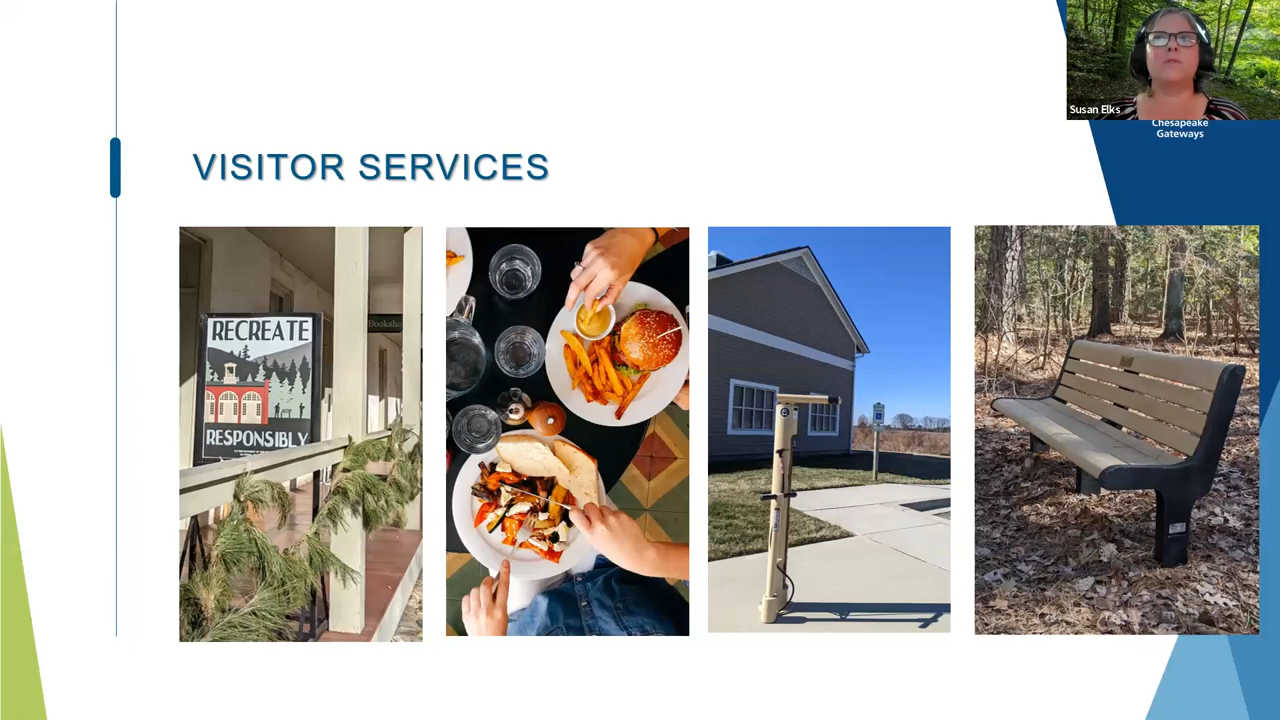 Susan Elks
Chesapeake
Gateways
VISITOR SERVICES
RECREATE
RESPONSIBLY